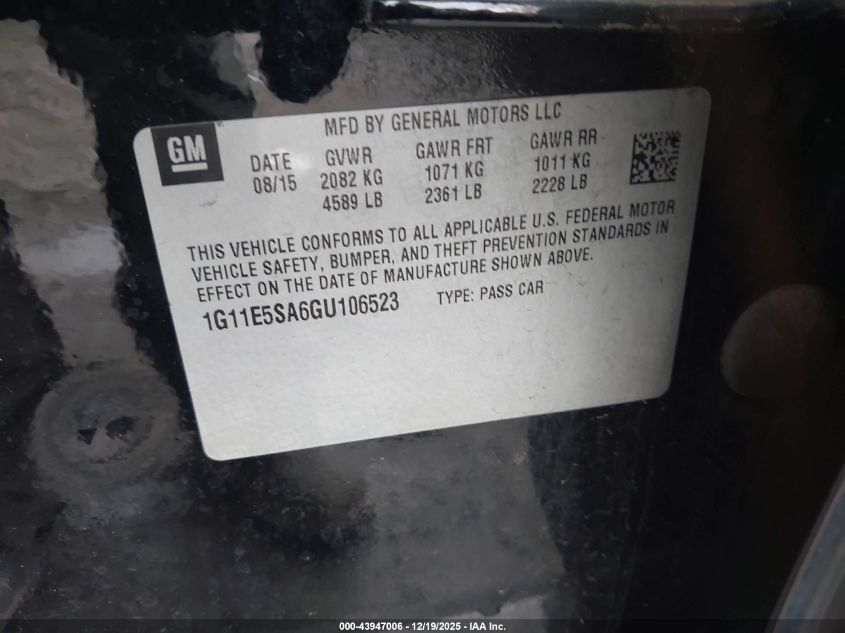 GM
MFD BY GENERAL MOTORS LLC
DATE GVWR GAWR FRT GAWR RR
08/15 2082 KG 1071 KG 1011 KG
4589 LB 2361 LB 2228 LB
THIS VEHICLE CONFORMS TO ALL APPLICABLE U.S. FEDERAL MOTOR
VEHICLE SAFETY, BUMPER, AND THEFT PREVENTION STANDARDS IN
EFFECT ON THE DATE OF MANUFACTURE SHOWN ABOVE.
1G11E5SA6GU106523 TYPE: PASS CAR
000-43947006 - 12/19/2025 - IAA Inc.